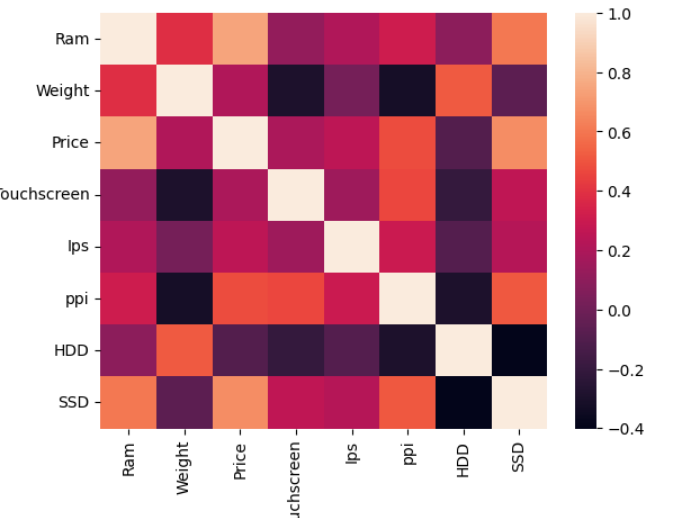 Ram
Weight
Price
Touchscreen
Ips
ppi
HDD
SSD
Ram
Weight
Price
uchscreen
Ips
ppi
HDD
SSD
1.0
0.8
0.6
0.4
0.2
0.0
−0.2
−0.4